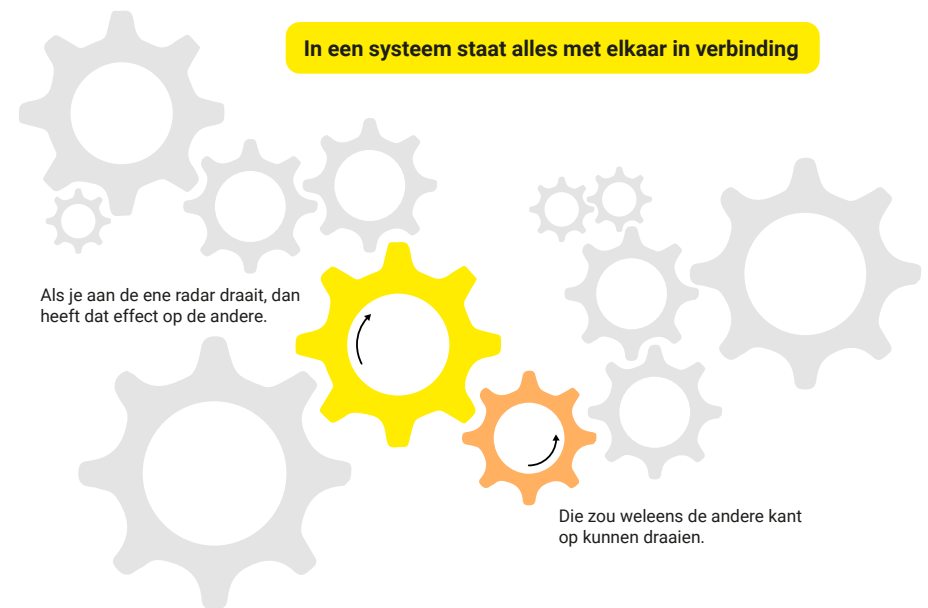 In een systeem staat alles met elkaar in verbinding
Als je aan de ene radar draait, dan
heeft dat effect op de andere.
Die zou weleens de andere kant
op kunnen draaien.